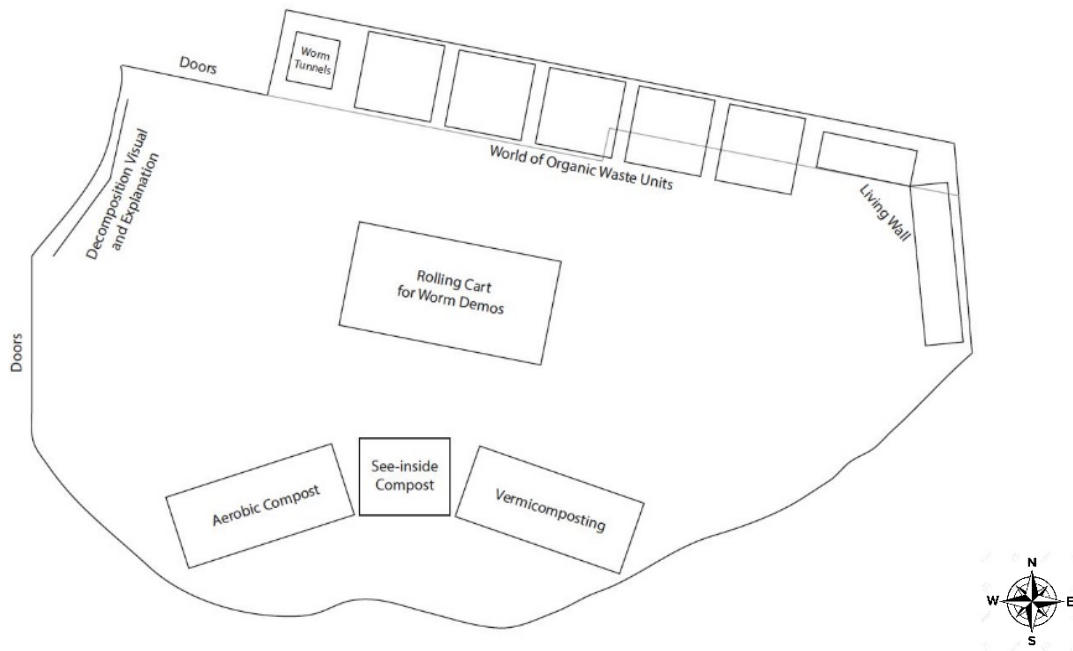 Doors
Worm
Tunnels
World of Organic Waste Units
Decomposition Visual
and Explanation
Living Wall
Rolling Cart
for Worm Demos
Doors
See-inside
Compost
Aerobic Compost
Vermicomposting
N
W
E
S